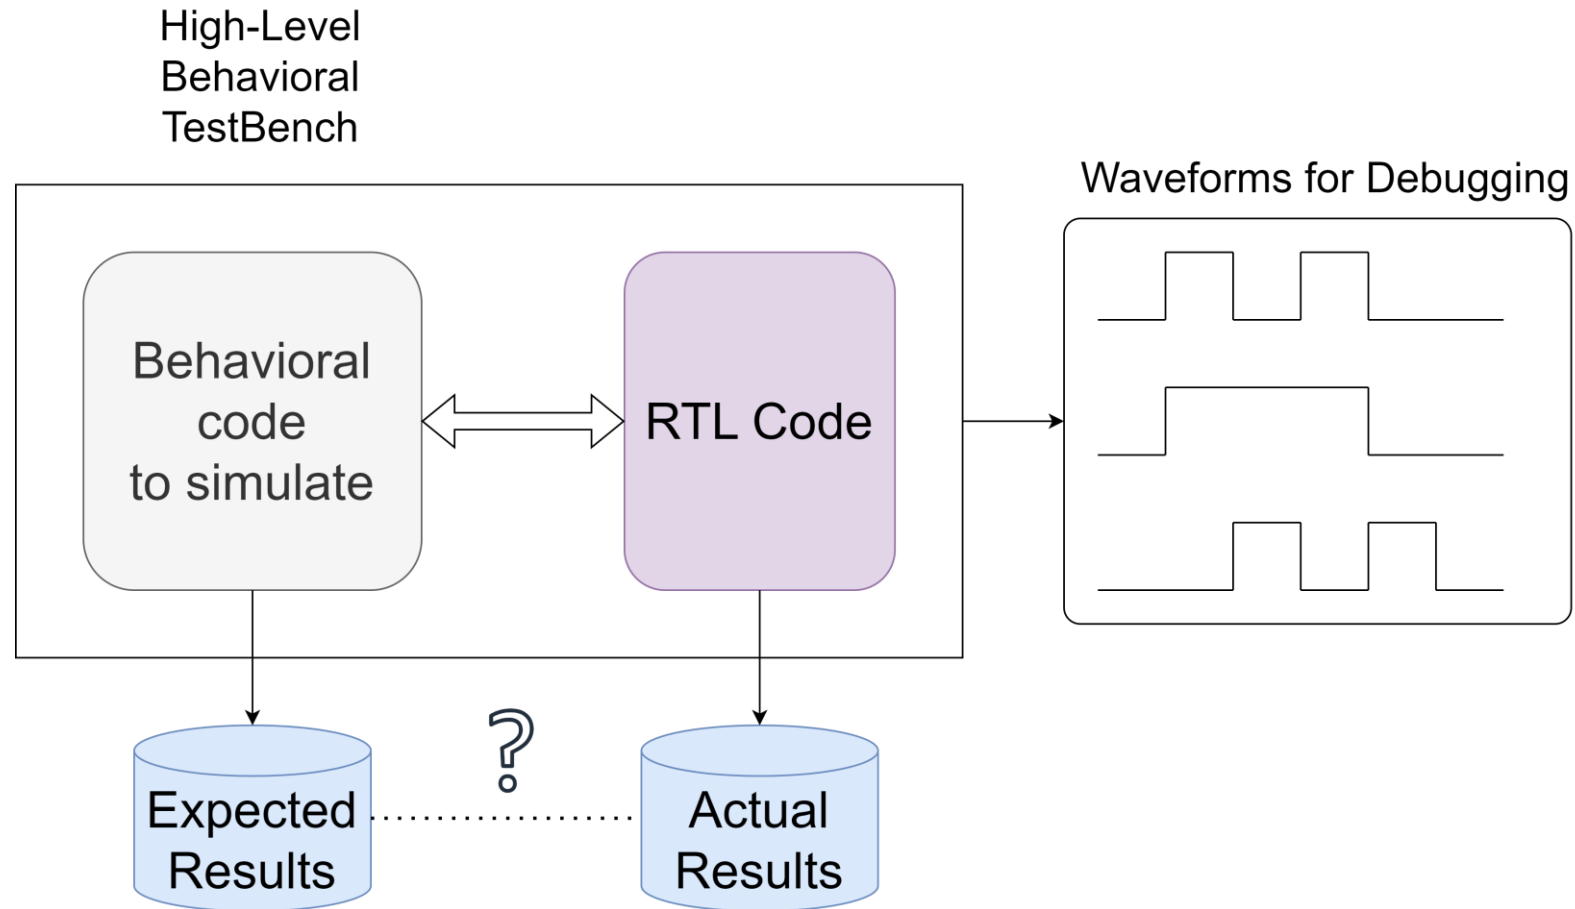 High-Level
Behavioral
TestBench
Waveforms for Debugging
Behavioral
code
to simulate
RTL Code
?
Expected
Results
Actual
Results